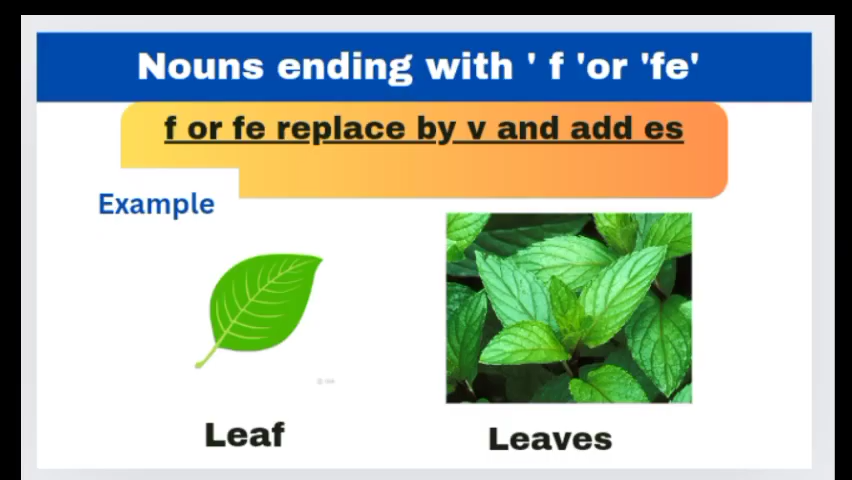 Nouns ending with ' f 'or 'fe'
f or fe replace by v and add es
Example
Leaf
Leaves